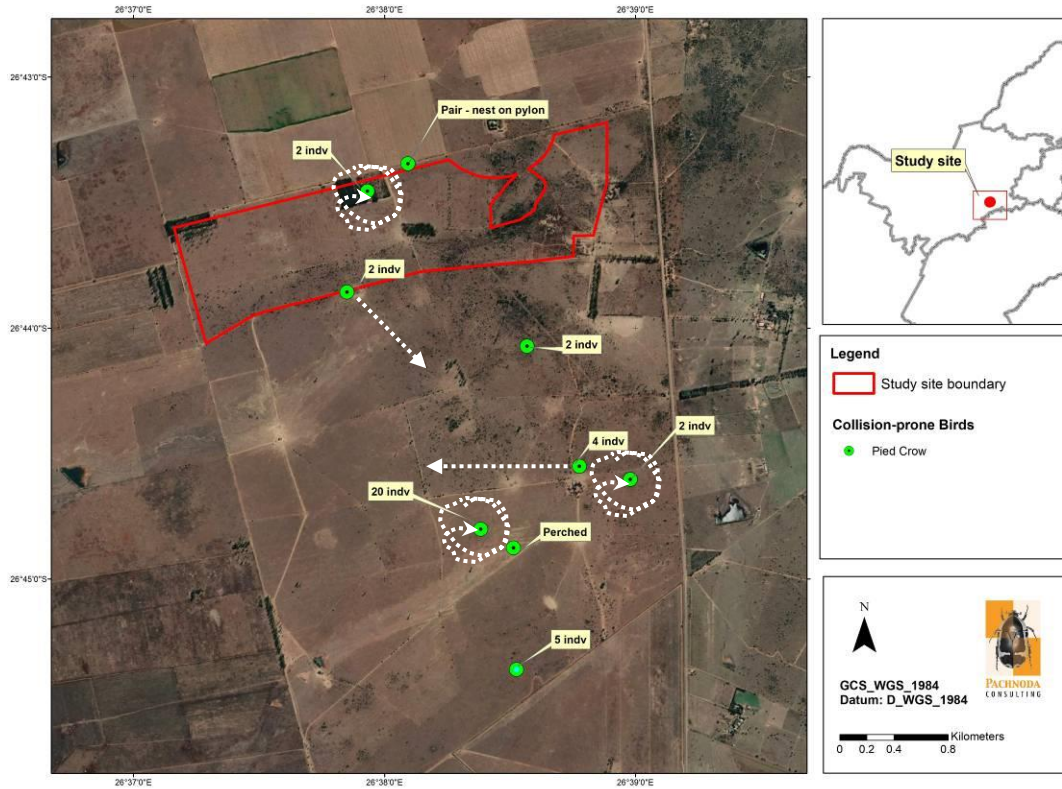 26°37'0"E
26°38'0"E
26°39'0"E
26°43'0"S
26°44'0"S
26°45'0"S
Pair - nest on pylon
2 indv
2 indv
2 indv
4 indv
2 indv
20 indv
Perched
5 indv
26°37'0"E
26°38'0"E
26°39'0"E
Study site
Legend
Study site boundary
Collision-prone Birds
Pied Crow
N
GCS_WGS_1984
Datum: D_WGS_1984
PACHNODA
CONSULTING
Kilometers
0 0.2 0.4 0.8